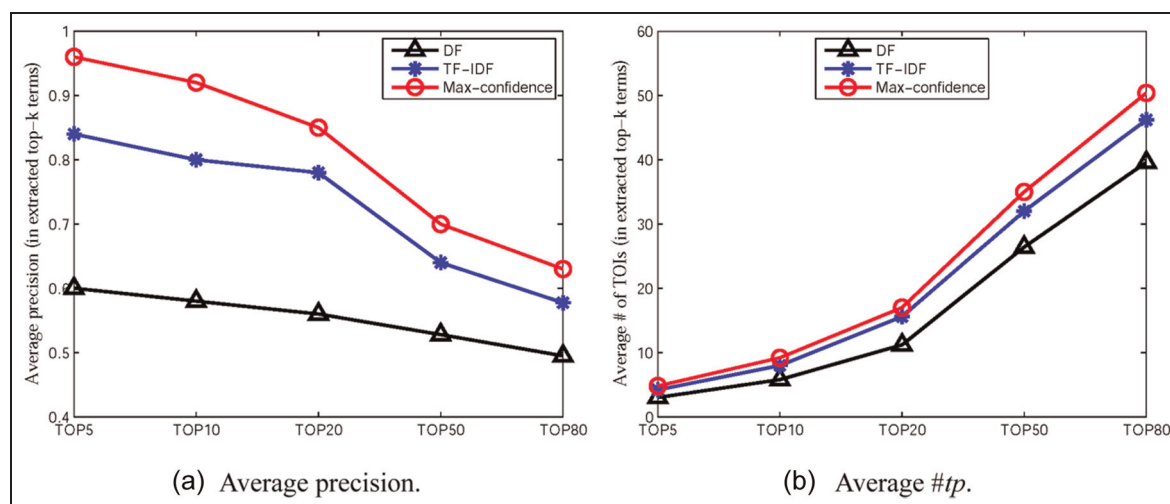 Average precision (in extracted top-k terms)
1
0.9
0.8
0.7
0.6
0.5
0.4
TOP5 TOP10 TOP20 TOP50 TOP80
DF
TF-IDF
Max-confidence
(a) Average precision.
Average # of TOIs (in extracted top-k terms)
60
50
40
30
20
10
0
TOP5 TOP10 TOP20 TOP50 TOP80
DF
TF-IDF
Max-confidence
(b) Average #tp.